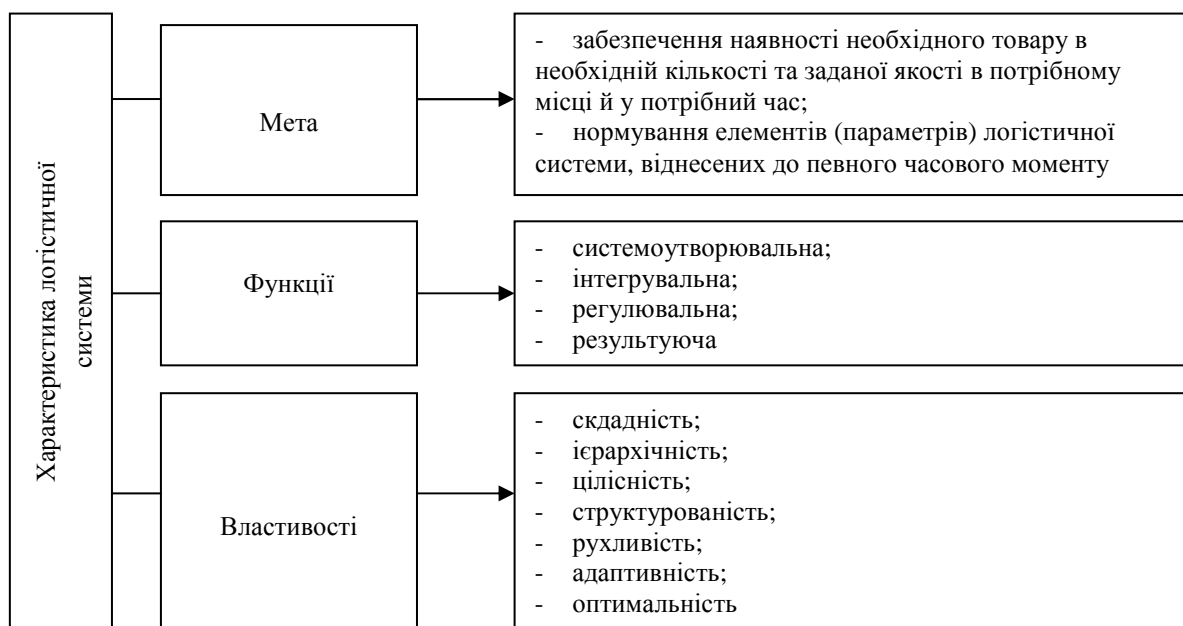 Характеристика логістичної
системи
Мета
- забезпечення наявності необхідного товару в
необхідній кількості та заданої якості в потрібному
місці й у потрібний час;
- нормування елементів (параметрів) логістичної
системи, віднесених до певного часового моменту
Функції
- системоутворювальна;
- інтегрувальна;
- регулювальна;
- результуюча
Властивості
- скдадність;
- ієрархічність;
- цілісність;
- структурованість;
- рухливість;
- адаптивність;
- оптимальність